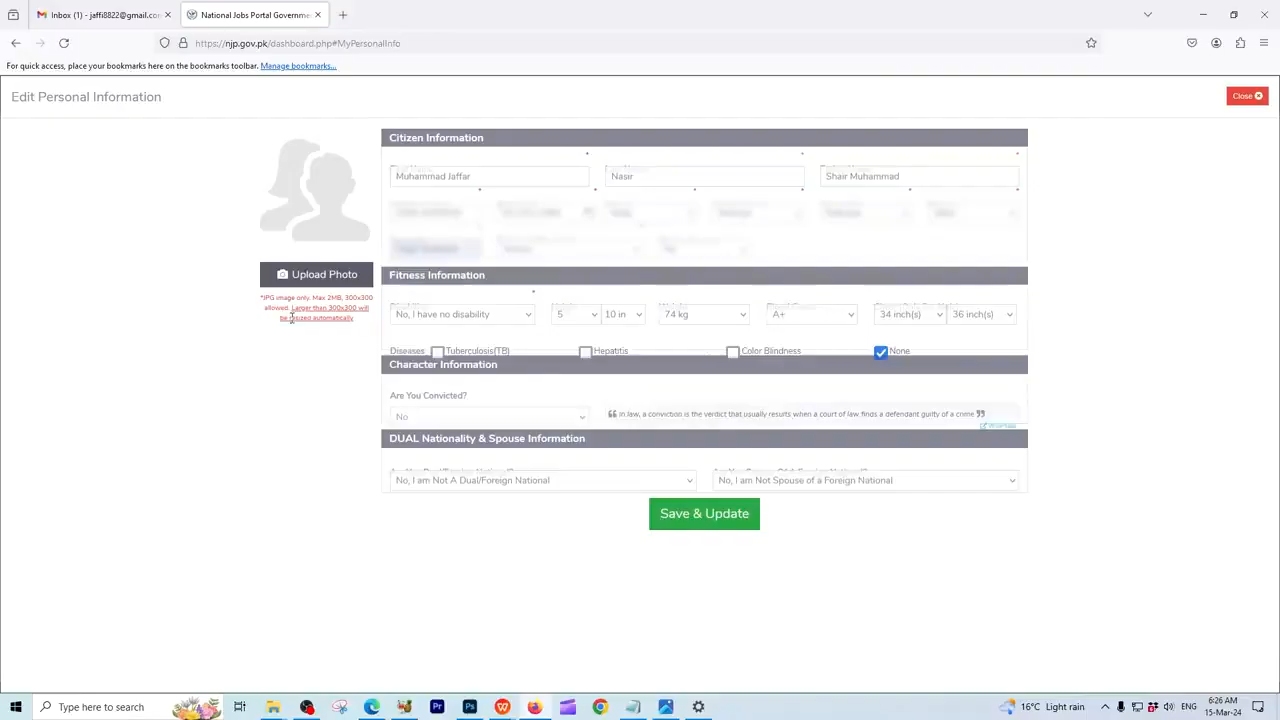 Inbox (1) - jaffi8822@gmail.co
National Jobs Portal Governme
https://njp.gov.pk/dashboard.php#MyPersonalInfo
For quick access, place your bookmarks here on the bookmarks toolbar. Manage bookmarks...
Edit Personal Information
Close
Citizen Information
Muhammad Jaffar
Nasir
Shair Muhammad
Upload Photo
*JPG image only. Max 2MB, 300x300
allowed. Larger than 300x300 will
be resized automatically
Fitness Information
No, I have no disability
5
10 in
74 kg
A+
34 inch(s)
36 inch(s)
Diseases
Tuberculosis(TB)
Hepatitis
Color Blindness
None
Character Information
Are You Convicted?
No
In law, a conviction is the verdict that usually results when a court of law finds a defendant guilty of a crime
DUAL Nationality & Spouse Information
No, I am Not A Dual/Foreign National
No, I am Not Spouse of a Foreign National
Save & Update
Type here to search
16°C Light rain
ENG
6:26 AM
15-Mar-24